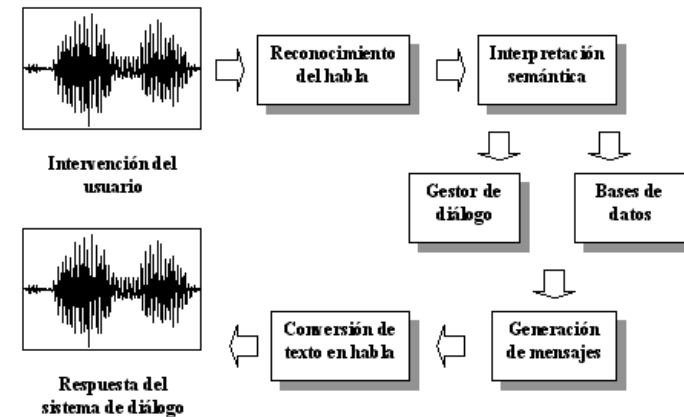 Reconocimiento
del habla
Interpretación
semántica
Intervención del
usuario
Gestor de
diálogo
Bases de
datos
Generación
de mensajes
Conversión de
texto en habla
Respuesta del
sistema de diálogo